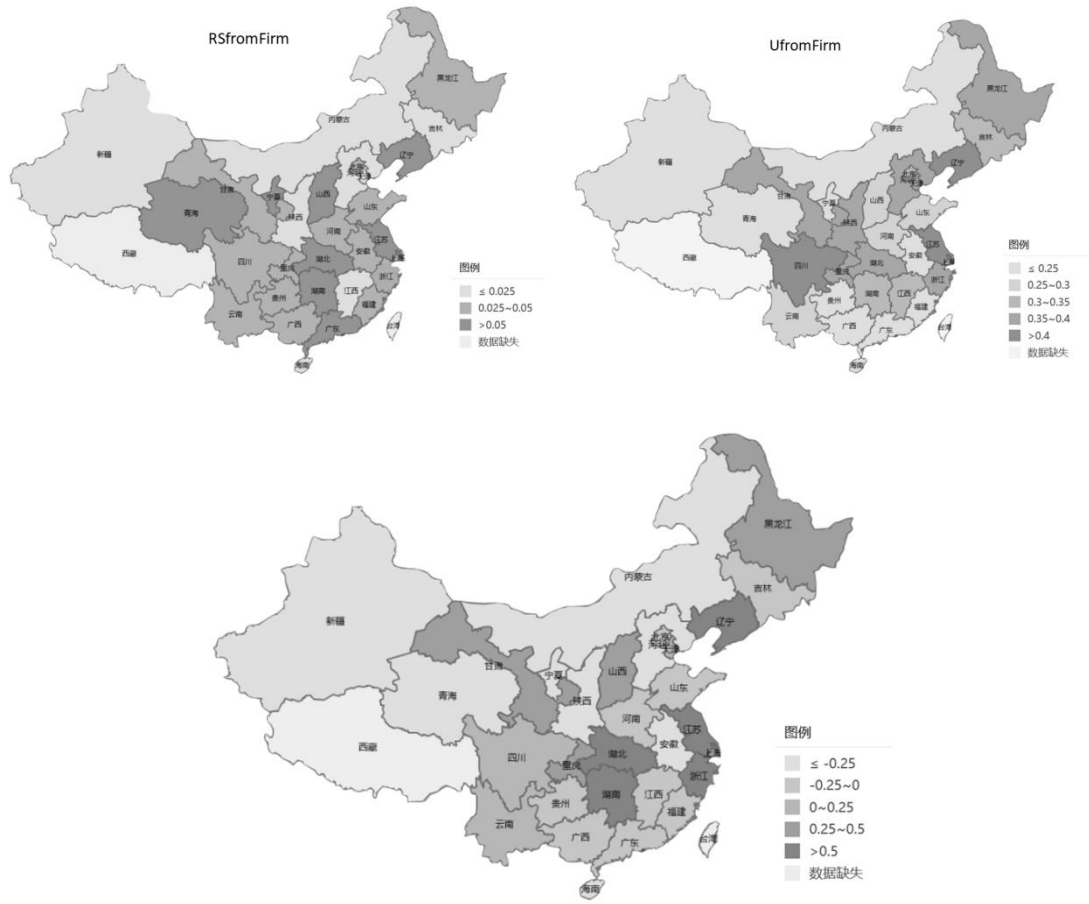 RSfromFirm
黑龙江
内蒙古
吉林
新疆
辽宁
北京
天津
甘肃
宁夏
山西
青海
陕西
山东
河南
江苏
西藏
安徽
上海
四川
湖北
重庆
浙江
湖南
江西
贵州
福建
云南
广西
广东
台湾
海南
图例
≤ 0.025
0.025~0.05
>0.05
数据缺失
UfromFirm
黑龙江
内蒙古
吉林
新疆
辽宁
北京
天津
甘肃
宁夏
山西
青海
陕西
山东
河南
江苏
西藏
安徽
上海
四川
湖北
重庆
浙江
湖南
江西
贵州
福建
云南
广西
广东
台湾
海南
图例
≤ 0.25
0.25~0.3
0.3~0.35
0.35~0.4
>0.4
数据缺失
黑龙江
内蒙古
吉林
新疆
辽宁
北京
天津
甘肃
宁夏
山西
青海
陕西
山东
河南
江苏
西藏
安徽
上海
四川
湖北
重庆
浙江
湖南
江西
贵州
福建
云南
广西
广东
台湾
海南
图例
≤ -0.25
-0.25~0
0~0.25
0.25~0.5
>0.5
数据缺失